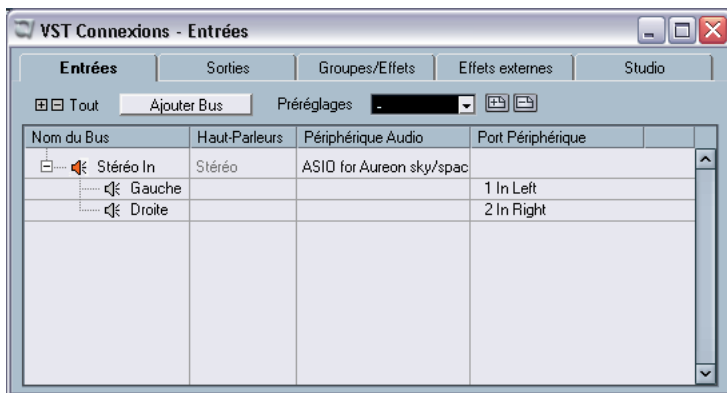 VST Connexions - Entrées
Entrées Sorties Groupes/Effets Effets externes Studio
Tout Ajouter Bus Préréglages -
Nom du Bus Haut-Parleurs Périphérique Audio Port Périphérique
Stéréo In Stéréo ASIO for Aureon sky/spac
Gauche 1 In Left
Droite 2 In Right